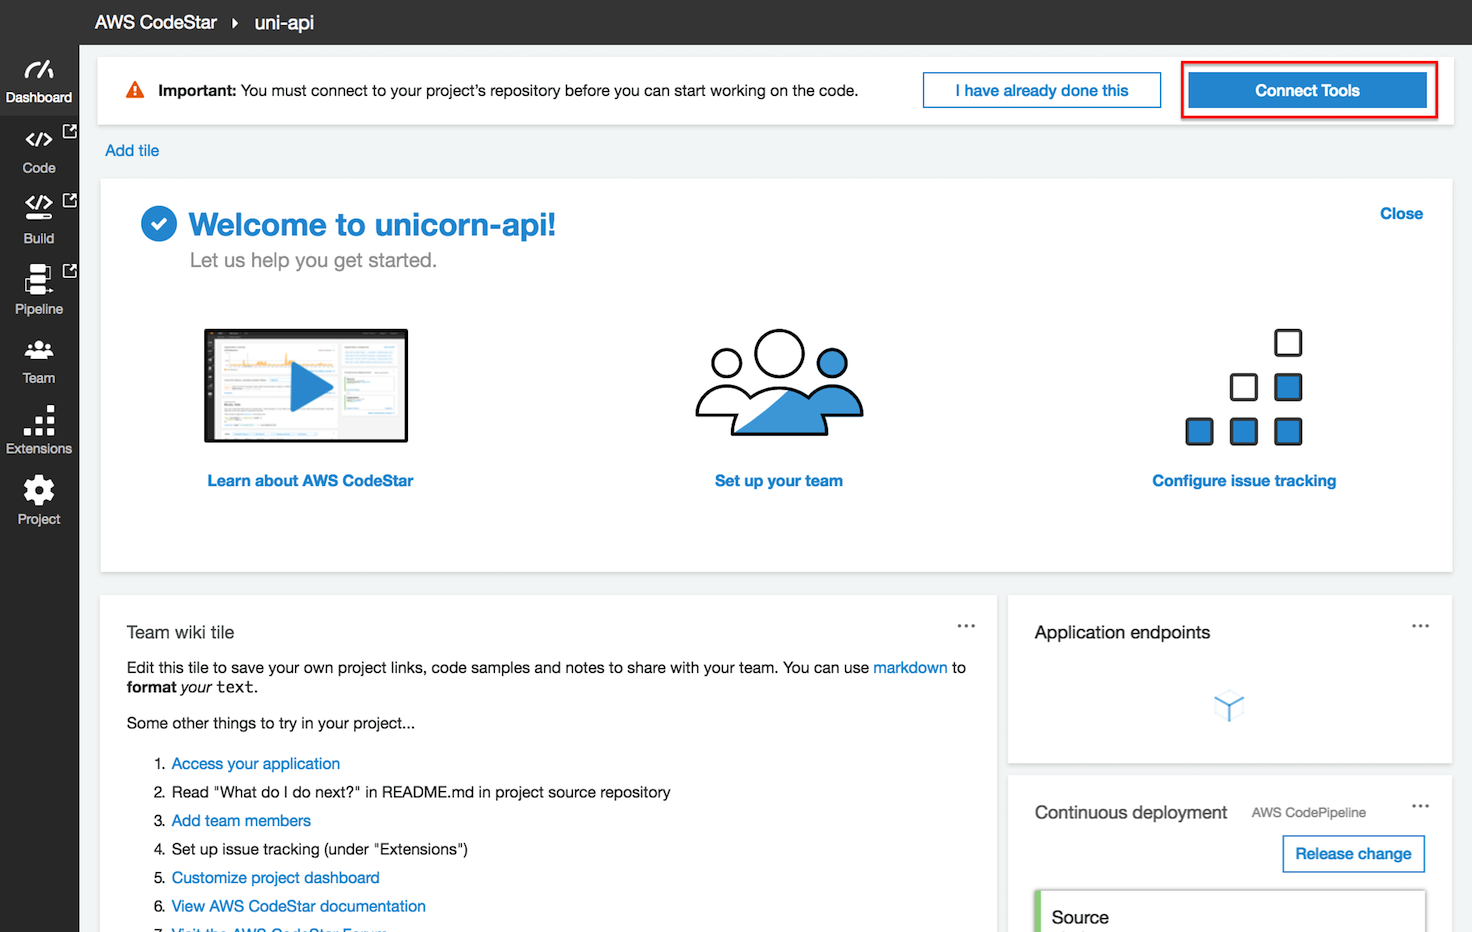 AWS CodeStar ▸ uni-api
Dashboard
Code
Build
Pipeline
Team
Extensions
Project
Important: You must connect to your project's repository before you can start working on the code.
I have already done this
Connect Tools
Add tile
Welcome to unicorn-api!
Close
Let us help you get started.
Learn about AWS CodeStar
Set up your team
Configure issue tracking
Team wiki tile
Edit this tile to save your own project links, code samples and notes to share with your team. You can use markdown to
format your text.
Some other things to try in your project...
1. Access your application
2. Read "What do I do next?" in README.md in project source repository
3. Add team members
4. Set up issue tracking (under "Extensions")
5. Customize project dashboard
6. View AWS CodeStar documentation
7. Visit the AWS CodeStar Forum
Application endpoints
Continuous deployment AWS CodePipeline
Release change
Source